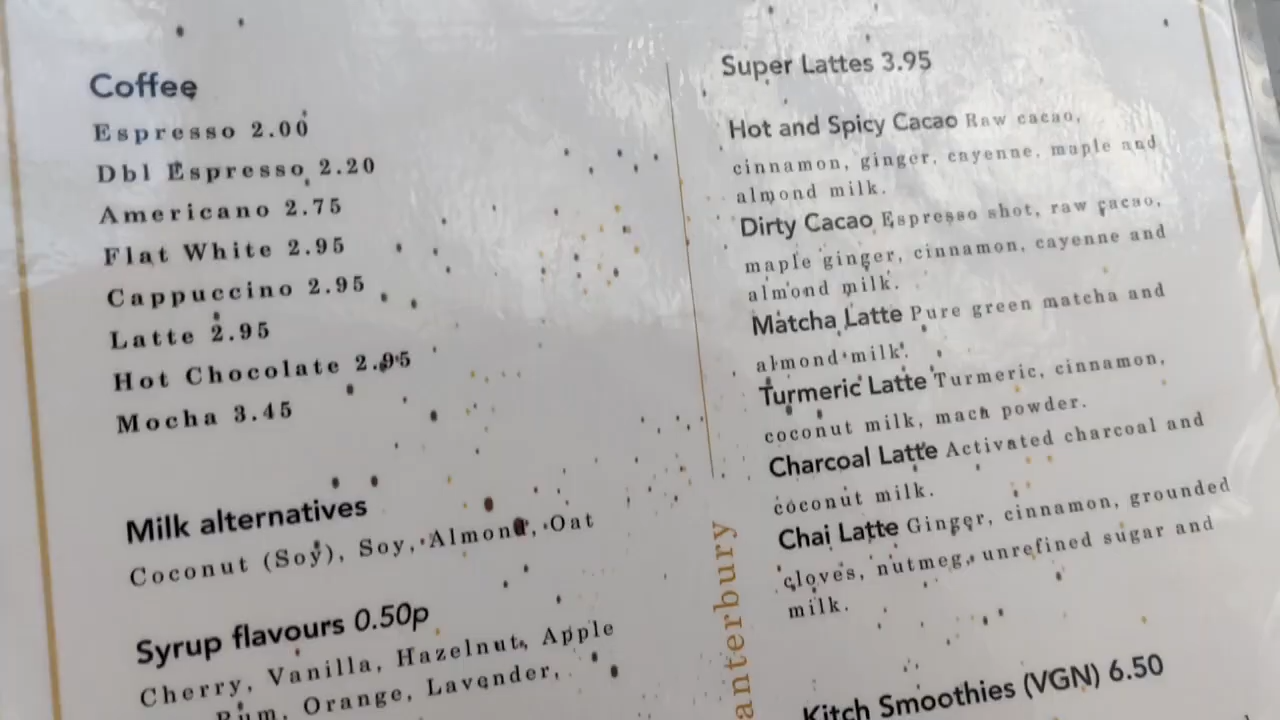 Coffee
Espresso 2.00
Dbl Espresso 2.20
Americano 2.75
Flat White 2.95
Cappuccino 2.95
Latte 2.95
Hot Chocolate 2.95
Mocha 3.45
Milk alternatives
Coconut (Soy), Soy, Almond, Oat
Syrup flavours 0.50p
Cherry, Vanilla, Hazelnut, Apple
Rum, Orange, Lavender,
anterbury
Super Lattes 3.95
Hot and Spicy Cacao Raw cacao,
cinnamon, ginger, cayenne, maple and
almond milk.
Dirty Cacao Espresso shot, raw cacao,
maple ginger, cinnamon, cayenne and
almond milk.
Matcha Latte Pure green matcha and
almond milk.
Turmeric Latte Turmeric, cinnamon,
coconut milk, mach powder.
Charcoal Latte Activated charcoal and
coconut milk.
Chai Latte Ginger, cinnamon, grounded
cloves, nutmeg, unrefined sugar and
milk.
Kitch Smoothies (VGN) 6.50